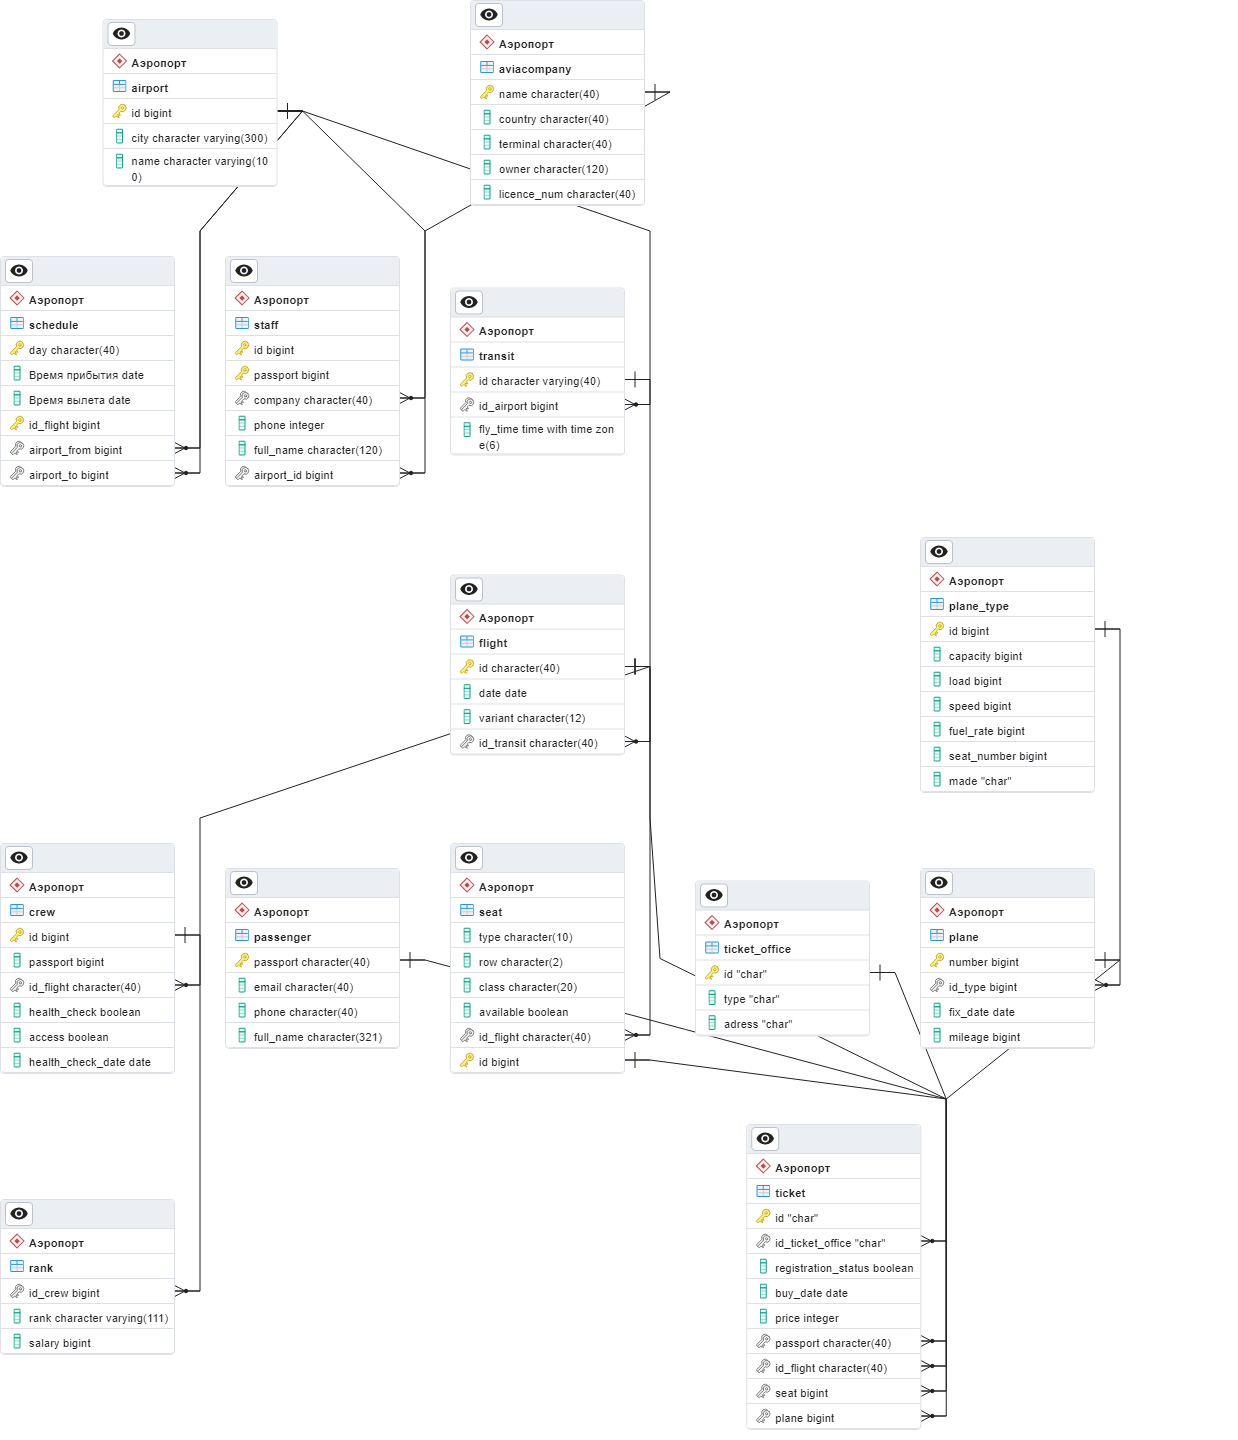 Аэропорт
airport
id bigint
city character varying(300)
name character varying(10
0)
Аэропорт
aviacompany
name character(40)
country character(40)
terminal character(40)
owner character(120)
licence_num character(40)
Аэропорт
schedule
day character(40)
Время прибытия date
Время вылета date
id_flight bigint
airport_from bigint
airport_to bigint
Аэропорт
staff
id bigint
passport bigint
company character(40)
phone integer
full_name character(120)
airport_id bigint
Аэропорт
transit
id character varying(40)
id_airport bigint
fly_time time with time zon
e(6)
Аэропорт
flight
id character(40)
date date
variant character(12)
id_transit character(40)
Аэропорт
plane_type
id bigint
capacity bigint
load bigint
speed bigint
fuel_rate bigint
seat_number bigint
made "char"
Аэропорт
crew
id bigint
passport bigint
id_flight character(40)
health_check boolean
access boolean
health_check_date date
Аэропорт
passenger
passport character(40)
email character(40)
phone character(40)
full_name character(321)
Аэропорт
seat
type character(10)
row character(2)
class character(20)
available boolean
id_flight character(40)
id bigint
Аэропорт
ticket_office
id "char"
type "char"
adress "char"
Аэропорт
plane
number bigint
id_type bigint
fix_date date
mileage bigint
Аэропорт
rank
id_crew bigint
rank character varying(111)
salary bigint
Аэропорт
ticket
id "char"
id_ticket_office "char"
registration_status boolean
buy_date date
price integer
passport character(40)
id_flight character(40)
seat bigint
plane bigint